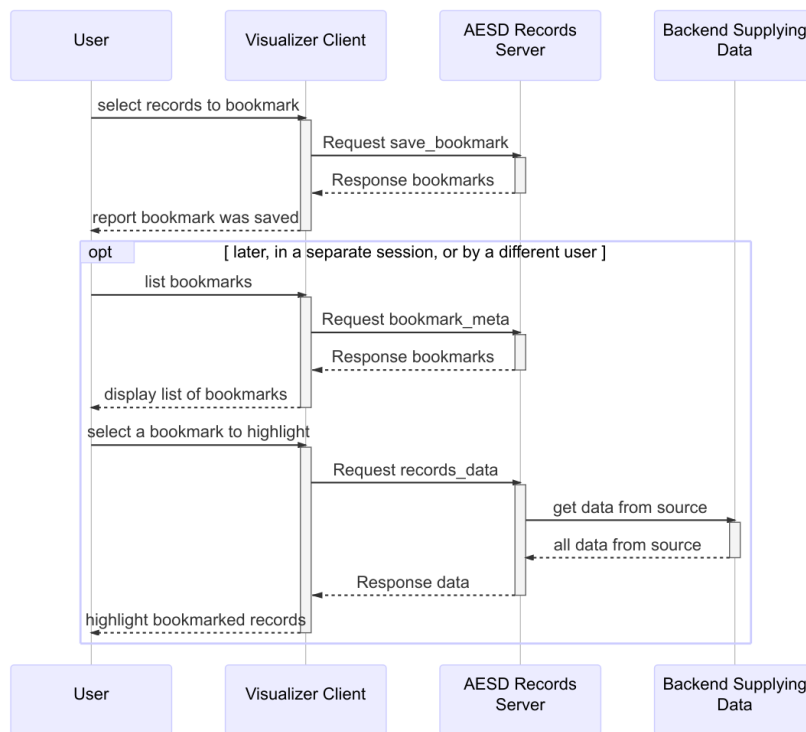 User
Visualizer Client
AESD Records
Server
Backend Supplying
Data
select records to bookmark
Request save_bookmark
Response bookmarks
report bookmark was saved
opt
[ later, in a separate session, or by a different user ]
list bookmarks
Request bookmark_meta
Response bookmarks
display list of bookmarks
select a bookmark to highlight
Request records_data
get data from source
all data from source
Response data
highlight bookmarked records
User
Visualizer Client
AESD Records
Server
Backend Supplying
Data